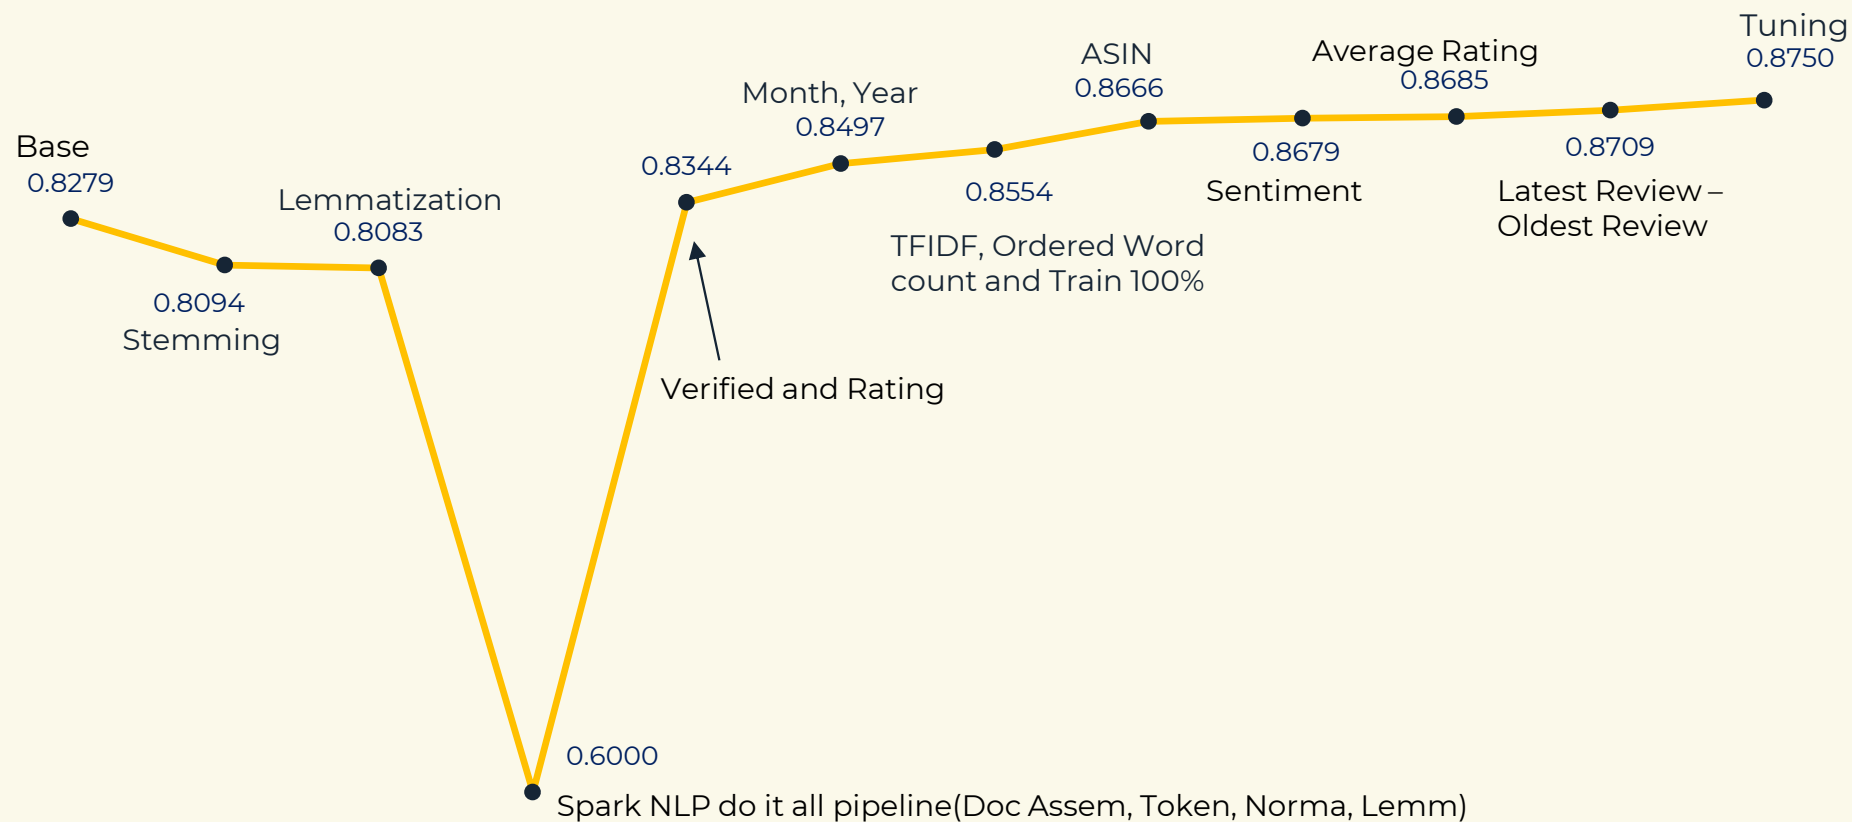 Base
0.8279
0.8094
Stemming
Lemmatization
0.8083
0.6000
Spark NLP do it all pipeline(Doc Assem, Token, Norma, Lemm)
0.8344
Verified and Rating
Month, Year
0.8497
0.8554
TFIDF, Ordered Word
count and Train 100%
ASIN
0.8666
0.8679
Sentiment
Average Rating
0.8685
0.8709
Latest Review –
Oldest Review
Tuning
0.8750